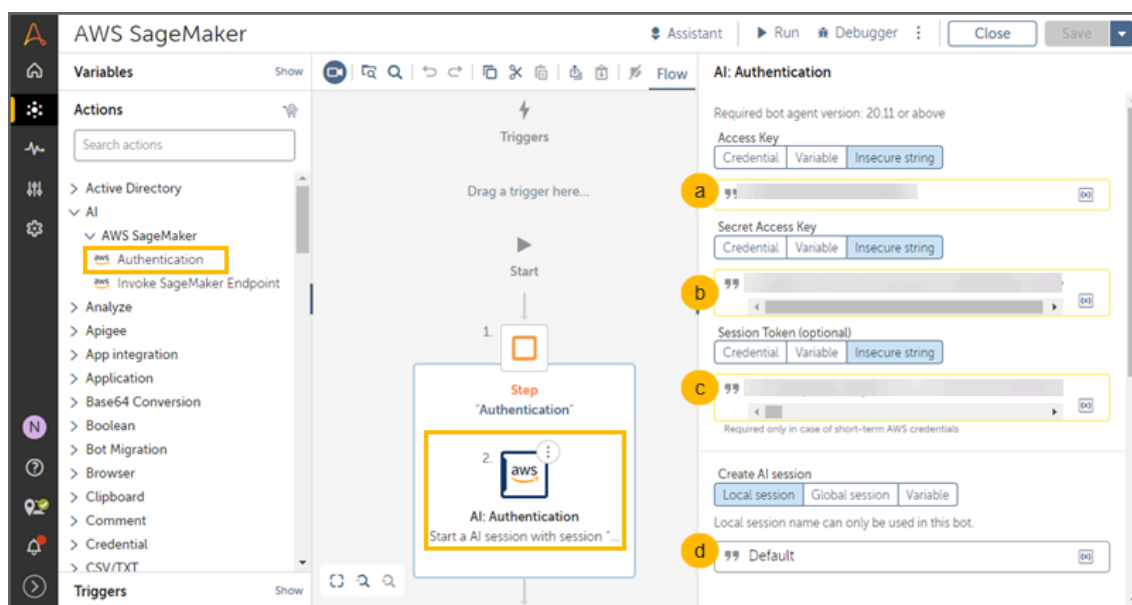 AWS SageMaker
Assistant
Run
Debugger
Close
Save
Variables
Show
Flow
Actions
Search actions
Active Directory
AI
AWS SageMaker
aws Authentication
aws Invoke SageMaker Endpoint
Analyze
Apigee
App integration
Application
Base64 Conversion
Boolean
Bot Migration
Browser
Clipboard
Comment
Credential
CSV/TXT
Triggers
Show
N
Triggers
Drag a trigger here...
Start
1.
Step
"Authentication"
2.
aws
AI: Authentication
Start a AI session with session "...
AI: Authentication
Required bot agent version: 20.11 or above
Access Key
Credential Variable Insecure string
a
(x)
Secret Access Key
Credential Variable Insecure string
b
(x)
Session Token (optional)
Credential Variable Insecure string
c
(x)
Required only in case of short-term AWS credentials
Create AI session
Local session Global session Variable
Local session name can only be used in this bot.
d
Default
(x)